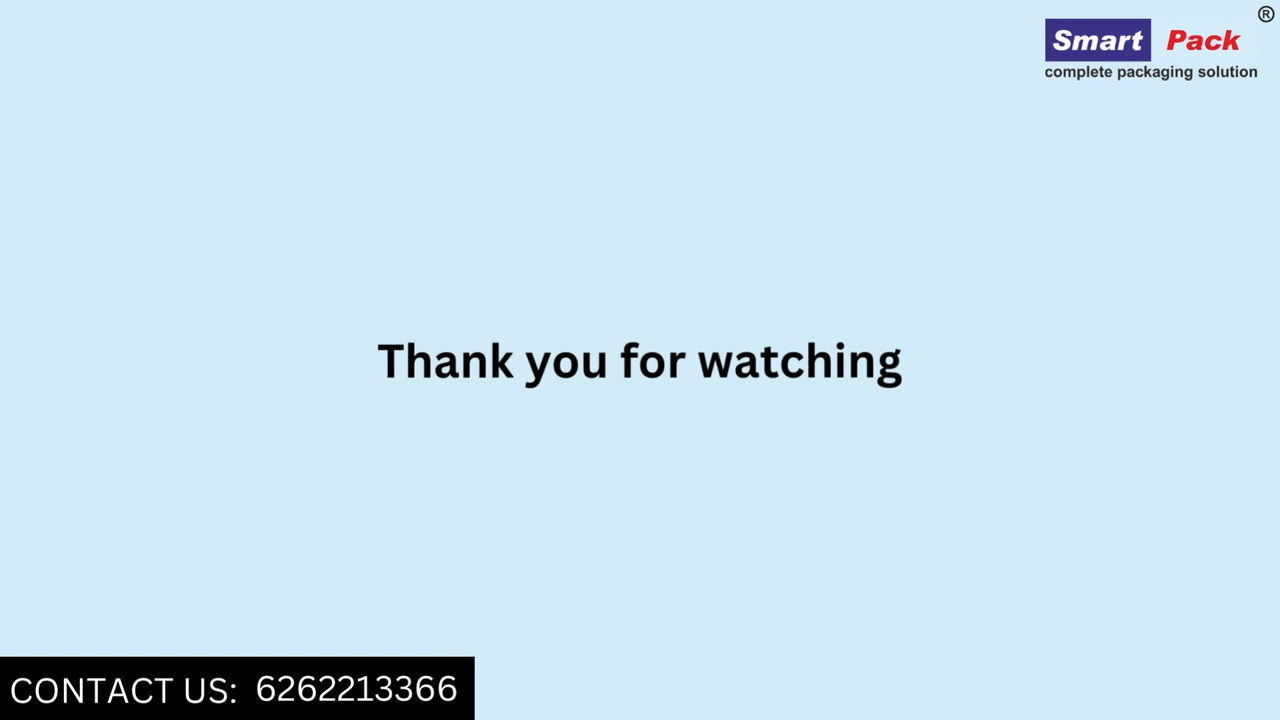 ®
Smart Pack
complete packaging solution
Thank you for watching
CONTACT US: 6262213366